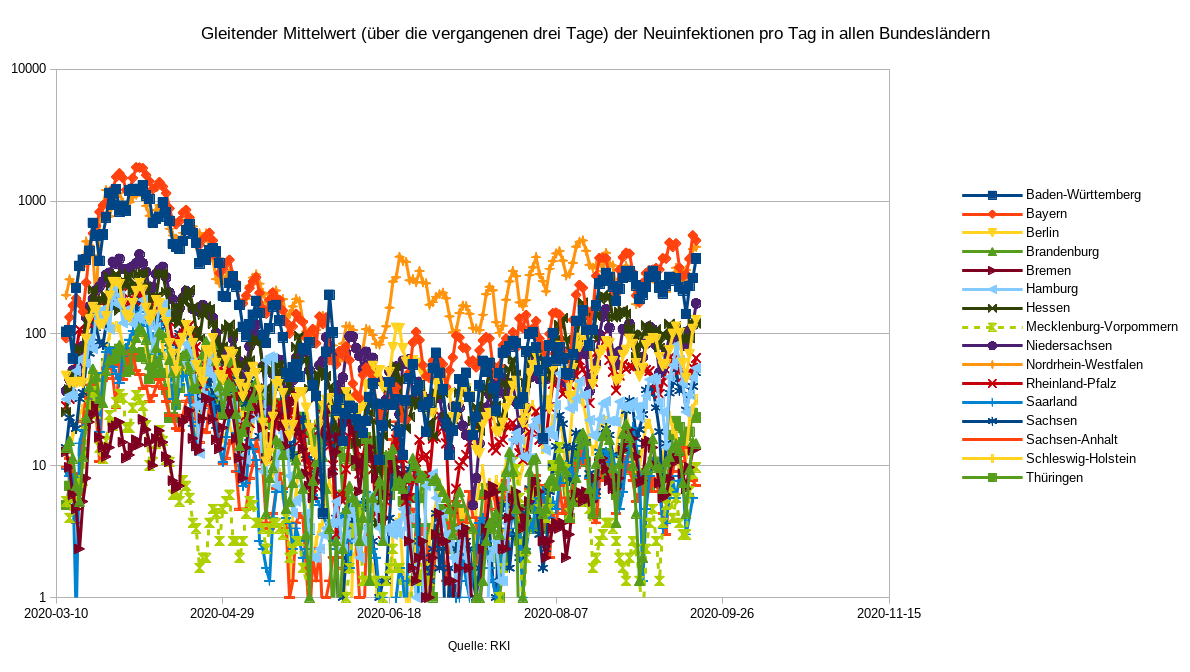 Gleitender Mittelwert (über die vergangenen drei Tage) der Neuinfektionen pro Tag in allen Bundesländern
10000
1000
100
10
1
2020-03-10 2020-04-29 2020-06-18 2020-08-07 2020-09-26 2020-11-15
Quelle: RKI
Baden-Württemberg
Bayern
Berlin
Brandenburg
Bremen
Hamburg
Hessen
Mecklenburg-Vorpommern
Niedersachsen
Nordrhein-Westfalen
Rheinland-Pfalz
Saarland
Sachsen
Sachsen-Anhalt
Schleswig-Holstein
Thüringen